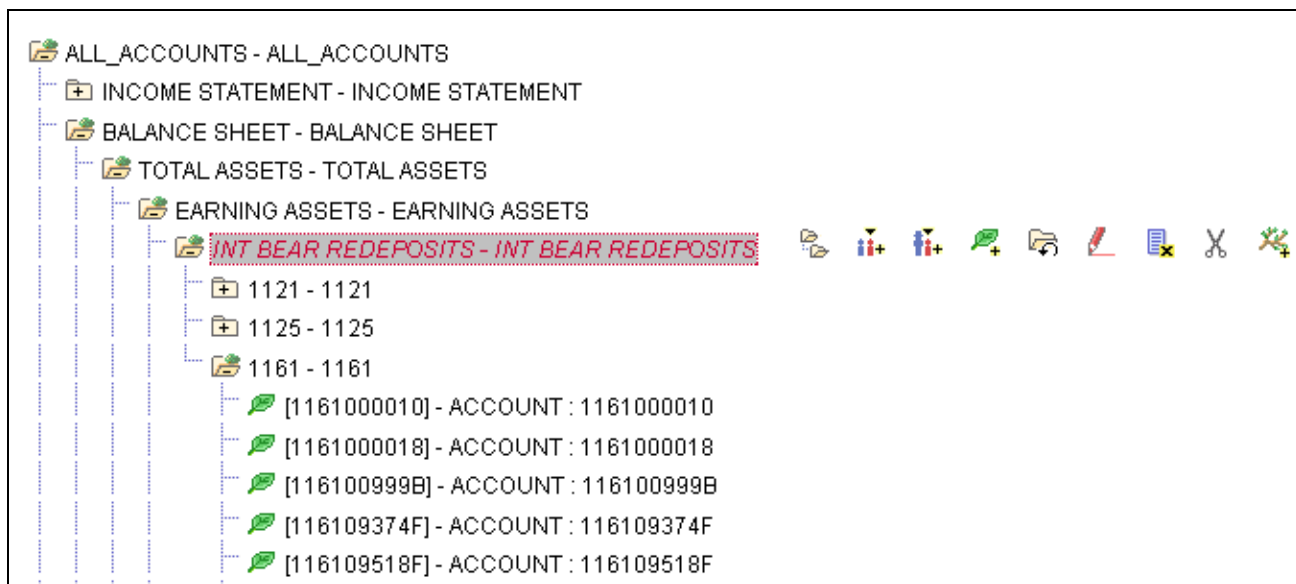 ALL_ACCOUNTS - ALL_ACCOUNTS
INCOME STATEMENT - INCOME STATEMENT
BALANCE SHEET - BALANCE SHEET
TOTAL ASSETS - TOTAL ASSETS
EARNING ASSETS - EARNING ASSETS
INT BEAR REDEPOSITS - INT BEAR REDEPOSITS
1121 - 1121
1125 - 1125
1161 - 1161
[1161000010] - ACCOUNT : 1161000010
[1161000018] - ACCOUNT : 1161000018
[116100999B] - ACCOUNT : 116100999B
[116109374F] - ACCOUNT : 116109374F
[116109518F] - ACCOUNT : 116109518F